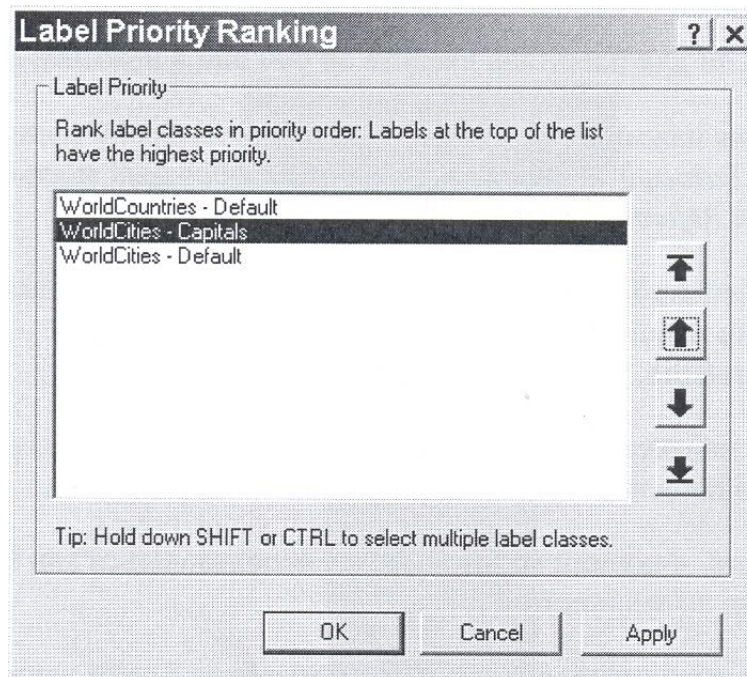 Label Priority Ranking
? X
Label Priority
Rank label classes in priority order: Labels at the top of the list
have the highest priority.
WorldCountries - Default
WorldCities - Capitals
WorldCities - Default
Tip: Hold down SHIFT or CTRL to select multiple label classes.
OK Cancel Apply